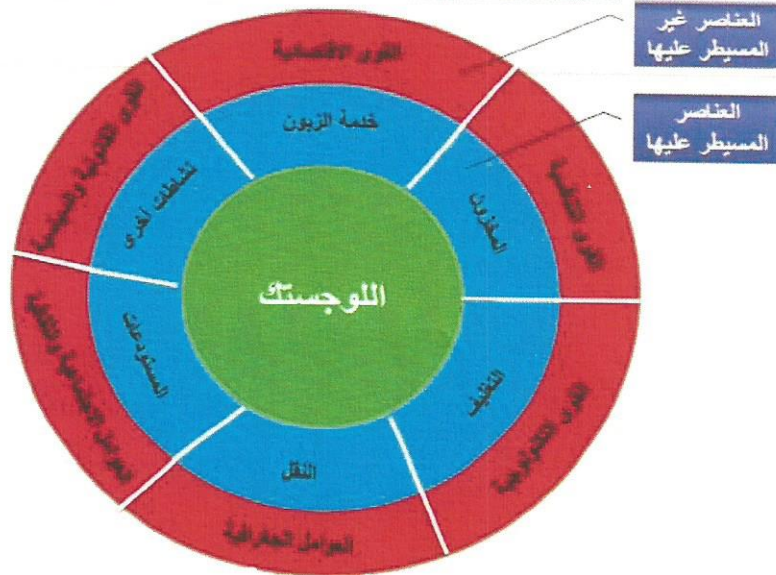 العناصر غير
المسيطر عليها
العناصر
المسيطر عليها
القوى الاقتصادية
القوى التنافسية
القوى التكنولوجية
العوامل الجغرافية
العوامل الاجتماعية والثقافية
القوى القانونية والسياسية
خدمة الزبون
المخزون
التغليف
النقل
المستودعات
نشاطات أخرى
اللوجستك